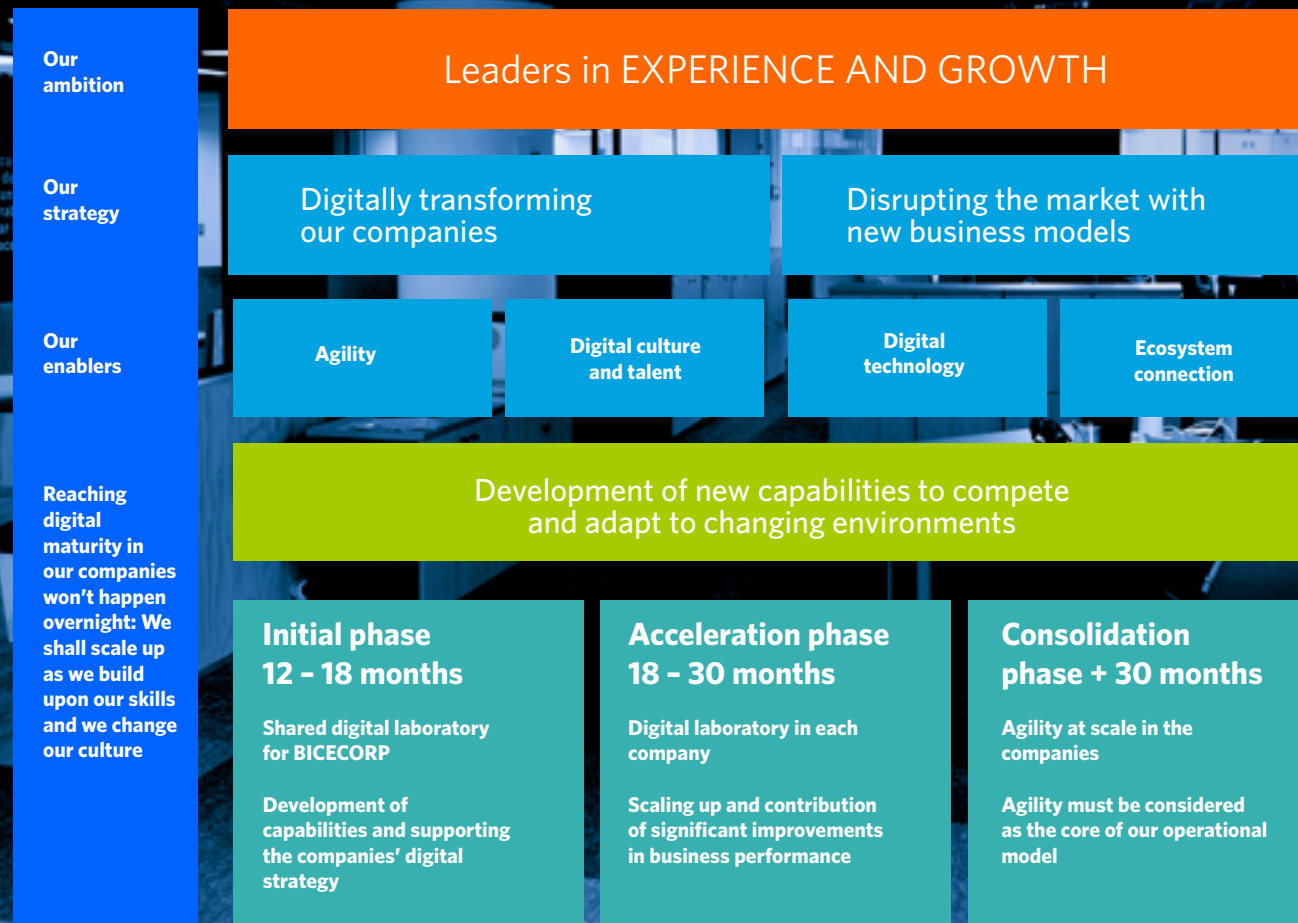 Our
ambition
Leaders in EXPERIENCE AND GROWTH
Our
strategy
Digitally transforming
our companies
Disrupting the market with
new business models
Our
enablers
Agility
Digital culture
and talent
Digital
technology
Ecosystem
connection
Reaching
digital
maturity in
our companies
won't happen
overnight: We
shall scale up
as we build
upon our skills
and we change
our culture
Development of new capabilities to compete
and adapt to changing environments
Initial phase
12 – 18 months
Shared digital laboratory
for BICECORP
Development of
capabilities and supporting
the companies' digital
strategy
Acceleration phase
18 – 30 months
Digital laboratory in each
company
Scaling up and contribution
of significant improvements
in business performance
Consolidation
phase + 30 months
Agility at scale in the
companies
Agility must be considered
as the core of our operational
model